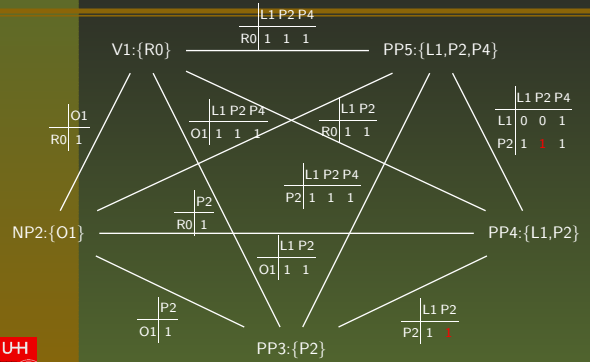 L1 P2 P4
R0 1 1 1
V1:{R0}
PP5:{L1,P2,P4}
O1
R0 1
L1 P2 P4
O1 1 1 1
L1 P2
R0 1 1
L1 P2 P4
L1 0 0 1
P2 1 1 1
L1 P2 P4
P2 1 1 1
P2
R0 1
NP2:{O1}
PP4:{L1,P2}
L1 P2
O1 1 1
P2
O1 1
L1 P2
P2 1 1
PP3:{P2}
UHH